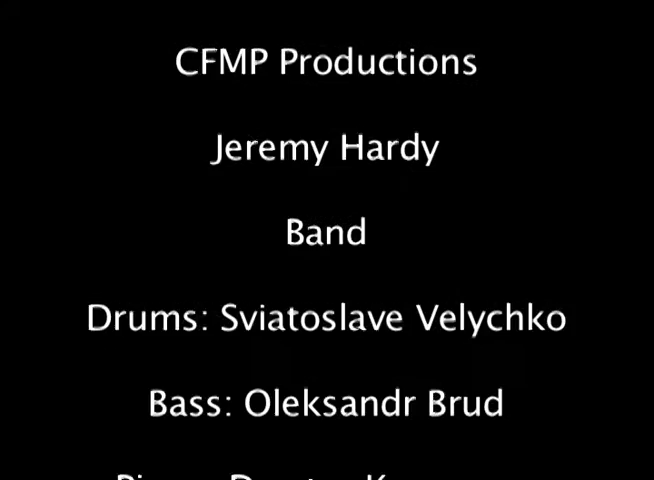 CFMP Productions
Jeremy Hardy
Band
Drums: Sviatoslave Velychko
Bass: Oleksandr Brud